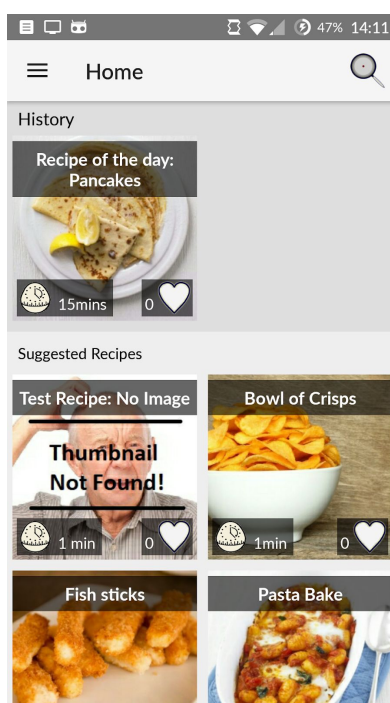 47% 14:11
Home
History
Recipe of the day:
Pancakes
15mins 0
Suggested Recipes
Test Recipe: No Image
Thumbnail
Not Found!
1 min 0
Bowl of Crisps
1min 0
Fish sticks
Pasta Bake